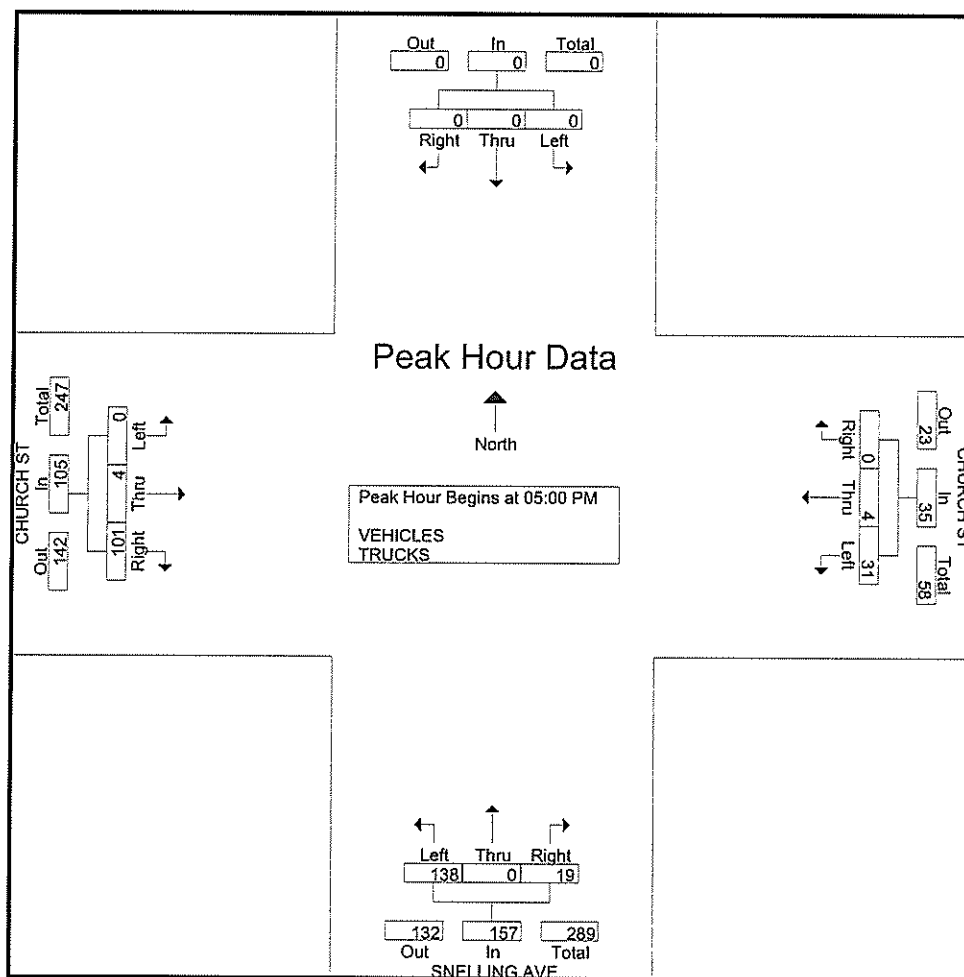 Out In Total
0 0 0
0 0 0
Right Thru Left
Peak Hour Data
North
Peak Hour Begins at 05:00 PM
VEHICLES
TRUCKS
CHURCH ST
Out In Total
142 105 247
101 4 0
Right Thru Left
CHURCH ST
Out In Total
23 35 58
0 4 31
Right Thru Left
Left Thru Right
138 0 19
132 157 289
Out In Total
SNELLING AVE